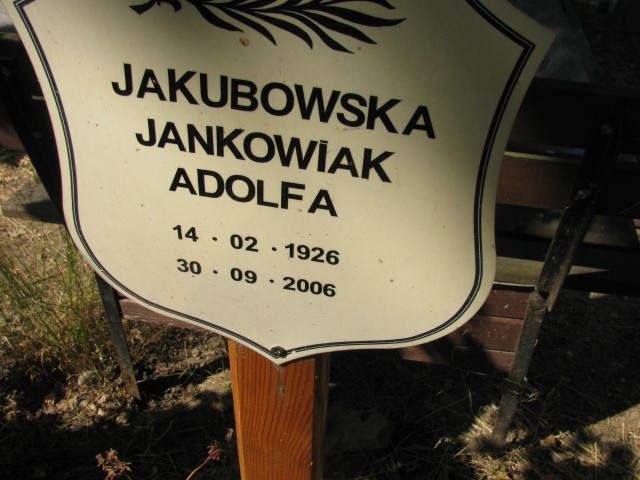 JAKUBOWSKA
JANKOWiAK
ADOLFA
14 · 02 · 1926
30 · 09 · 2006